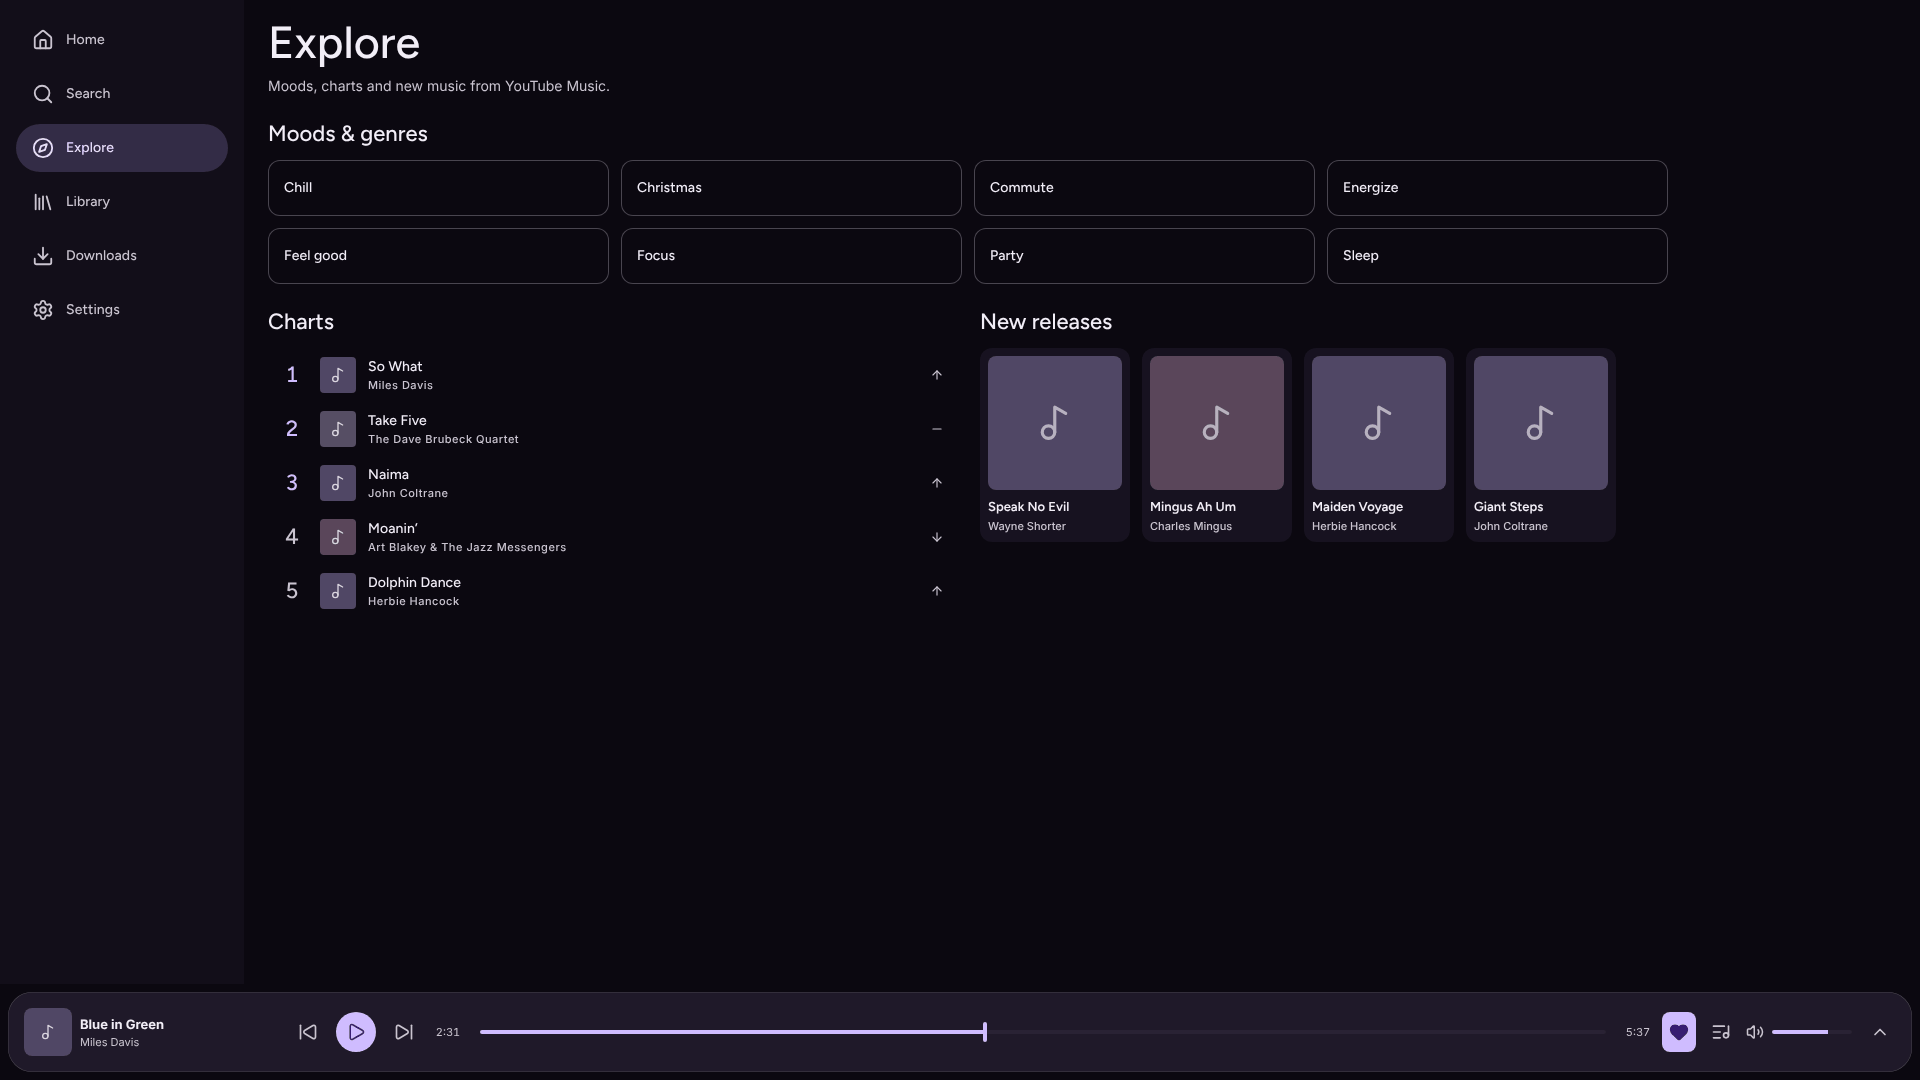 Home
Search
Explore
Library
Downloads
Settings
Explore
Moods, charts and new music from YouTube Music.
Moods & genres
Chill
Christmas
Commute
Energize
Feel good
Focus
Party
Sleep
Charts
1
So What
Miles Davis
2
Take Five
The Dave Brubeck Quartet
3
Naima
John Coltrane
4
Moanin’
Art Blakey & The Jazz Messengers
5
Dolphin Dance
Herbie Hancock
New releases
Speak No Evil
Wayne Shorter
Mingus Ah Um
Charles Mingus
Maiden Voyage
Herbie Hancock
Giant Steps
John Coltrane
Blue in Green
Miles Davis
2:31
5:37